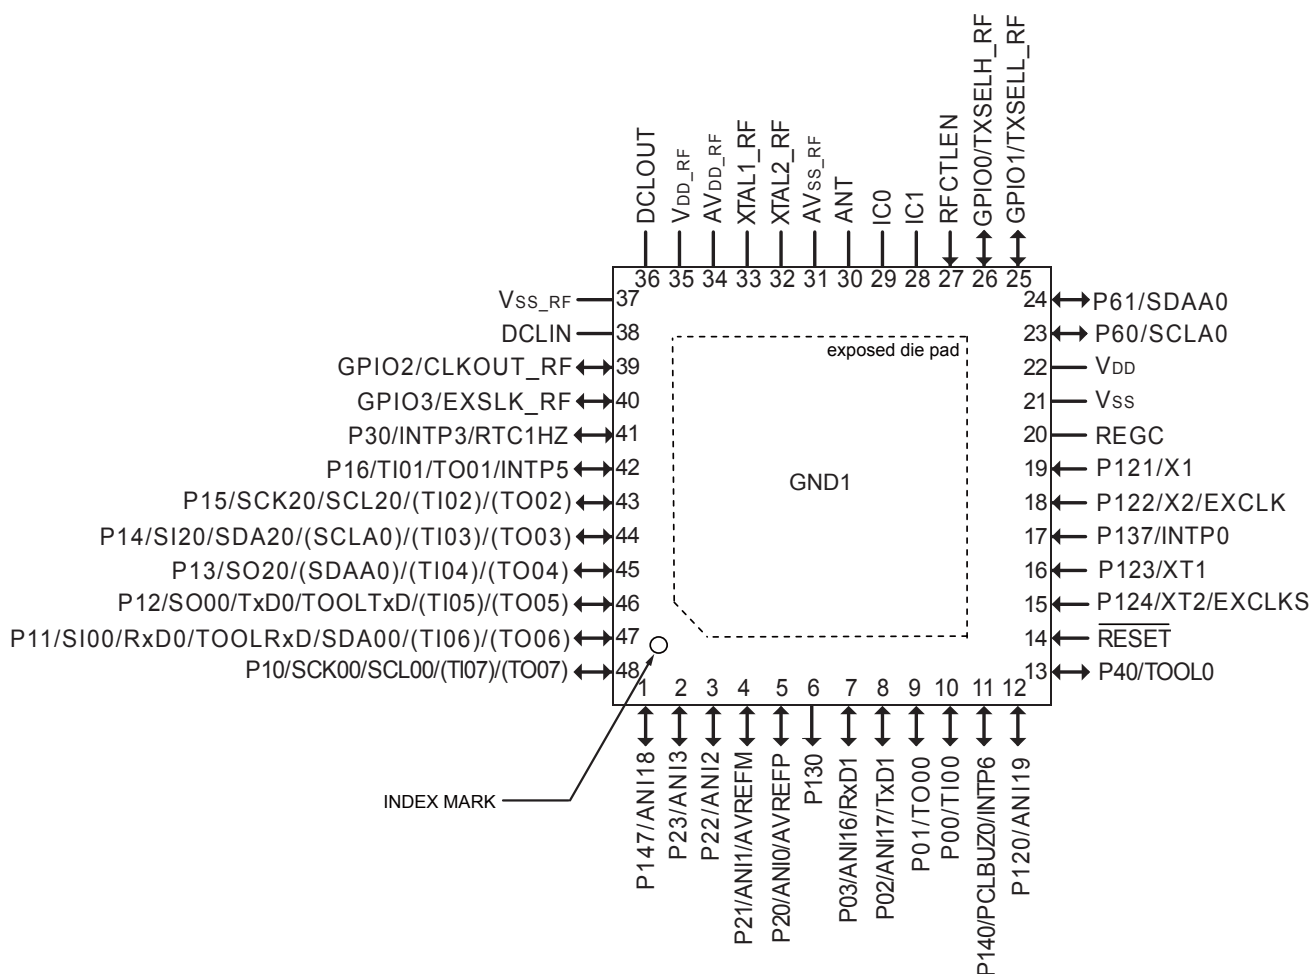 DCLOUT
VDD_RF
AVDD_RF
XTAL1_RF
XTAL2_RF
AVSS_RF
ANT
IC0
IC1
RFCTLEN
GPIO0/TXSELH_RF
GPIO1/TXSELL_RF
36
35
34
33
32
31
30
29
28
27
26
25
VSS_RF
37
DCLIN
38
GPIO2/CLKOUT_RF
39
GPIO3/EXSLK_RF
40
P30/INTP3/RTC1HZ
41
P16/TI01/TO01/INTP5
42
P15/SCK20/SCL20/(TI02)/(TO02)
43
P14/SI20/SDA20/(SCLA0)/(TI03)/(TO03)
44
P13/SO20/(SDAA0)/(TI04)/(TO04)
45
P12/SO00/TxD0/TOOLTxD/(TI05)/(TO05)
46
P11/SI00/RxD0/TOOLRxD/SDA00/(TI06)/(TO06)
47
P10/SCK00/SCL00/(TI07)/(TO07)
48
exposed die pad
GND1
24
P61/SDAA0
23
P60/SCLA0
22
VDD
21
VSS
20
REGC
19
P121/X1
18
P122/X2/EXCLK
17
P137/INTP0
16
P123/XT1
15
P124/XT2/EXCLKS
14
RESET
13
P40/TOOL0
1
2
3
4
5
6
7
8
9
10
11
12
P147/ANI18
P23/ANI3
P22/ANI2
P21/ANI1/AVREFM
P20/ANI0/AVREFP
P130
P03/ANI16/RxD1
P02/ANI17/TxD1
P01/TO00
P00/TI00
P140/PCLBUZ0/INTP6
P120/ANI19
INDEX MARK